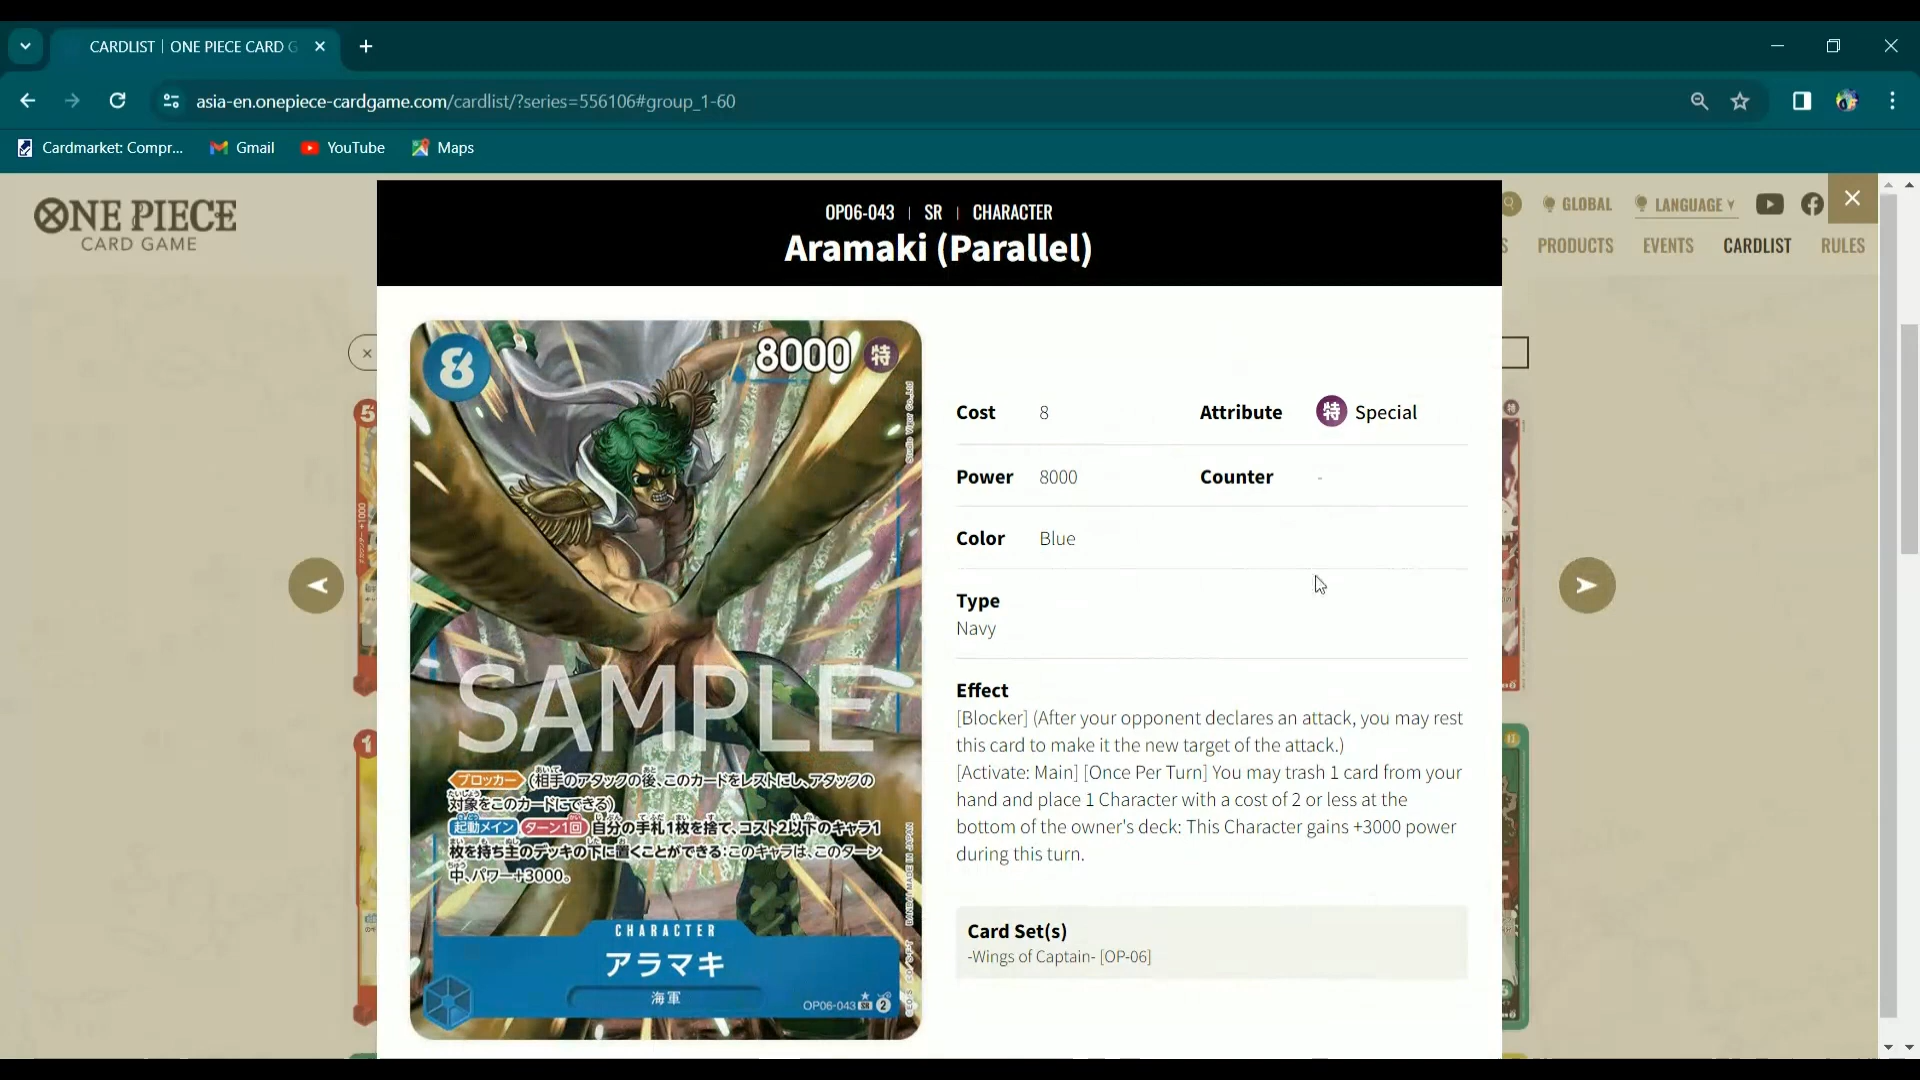 CARDLIST | ONE PIECE CARD G
asia-en.onepiece-cardgame.com/cardlist/?series=556106#group_1-60
Cardmarket: Compr...
Gmail
YouTube
Maps
ONE PIECE
CARD GAME
GLOBAL
LANGUAGE
PRODUCTS
EVENTS
CARDLIST
RULES
OP06-043 | SR | CHARACTER
Aramaki (Parallel)
8
8000
特
SAMPLE
ブロッカー (相手のアタックの後、このカードをレストにし、アタックの
対象をこのカードにできる)
起動メイン ターン1回 自分の手札1枚を捨て、コスト2以下のキャラ1
枚を持ち主のデッキの下に置くことができる:このキャラは、このターン
中、パワー+3000。
CHARACTER
アラマキ
海軍
OP06-043 SR 2
Cost 8
Attribute 特 Special
Power 8000
Counter -
Color Blue
Type
Navy
Effect
[Blocker] (After your opponent declares an attack, you may rest
this card to make it the new target of the attack.)
[Activate: Main] [Once Per Turn] You may trash 1 card from your
hand and place 1 Character with a cost of 2 or less at the
bottom of the owner's deck: This Character gains +3000 power
during this turn.
Card Set(s)
-Wings of Captain- [OP-06]
5
1